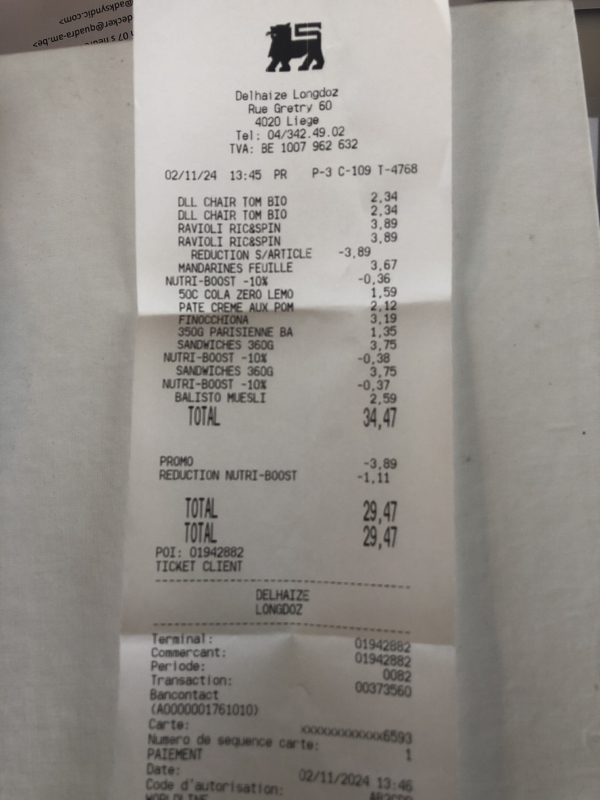 @adksyndic.com>
decker@quadra-am.be>
Delhaize Longdoz
Rue Gretry 60
4020 Liege
Tel: 04/342.49.02
TVA: BE 1007 962 632
02/11/24 13:45 PR P-3 C-109 T-4768
DLL CHAIR TOM BIO 2,34
DLL CHAIR TOM BIO 2,34
RAVIOLI RIC&SPIN 3,89
RAVIOLI RIC&SPIN 3,89
REDUCTION S/ARTICLE -3,89
MANDARINES FEUILLE 3,67
NUTRI-BOOST -10% -0,36
50C COLA ZERO LEMO 1,59
PATE CREME AUX POM 2,12
FINOCCHIONA 3,19
350G PARISIENNE BA 1,35
SANDWICHES 360G 3,75
NUTRI-BOOST -10% -0,38
SANDWICHES 360G 3,75
NUTRI-BOOST -10% -0,37
BALISTO MUESLI 2,59
TOTAL 34,47
PROMO -3,89
REDUCTION NUTRI-BOOST -1,11
TOTAL 29,47
TOTAL 29,47
POI: 01942882
TICKET CLIENT
DELHAIZE
LONGDOZ
Terminal: 01942882
Commercant: 01942882
Periode: 0082
Transaction: 00373560
Bancontact
(A0000001761010)
Carte: xxxxxxxxxxxx6593
Numero de sequence carte: 1
PAIEMENT
Date: 02/11/2024 13:46
Code d'autorisation: